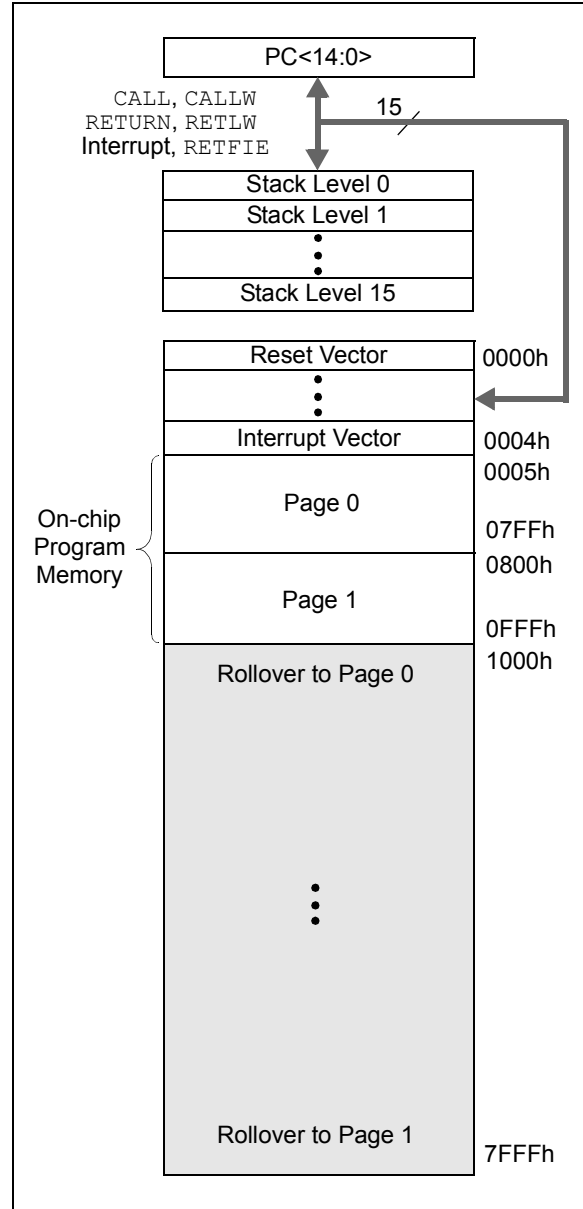 PC<14:0>
CALL, CALLW
RETURN, RETLW
Interrupt, RETFIE
15
Stack Level 0
Stack Level 1
Stack Level 15
Reset Vector
0000h
Interrupt Vector
0004h
0005h
On-chip
Program
Memory
Page 0
07FFh
0800h
Page 1
0FFFh
1000h
Rollover to Page 0
Rollover to Page 1
7FFFh